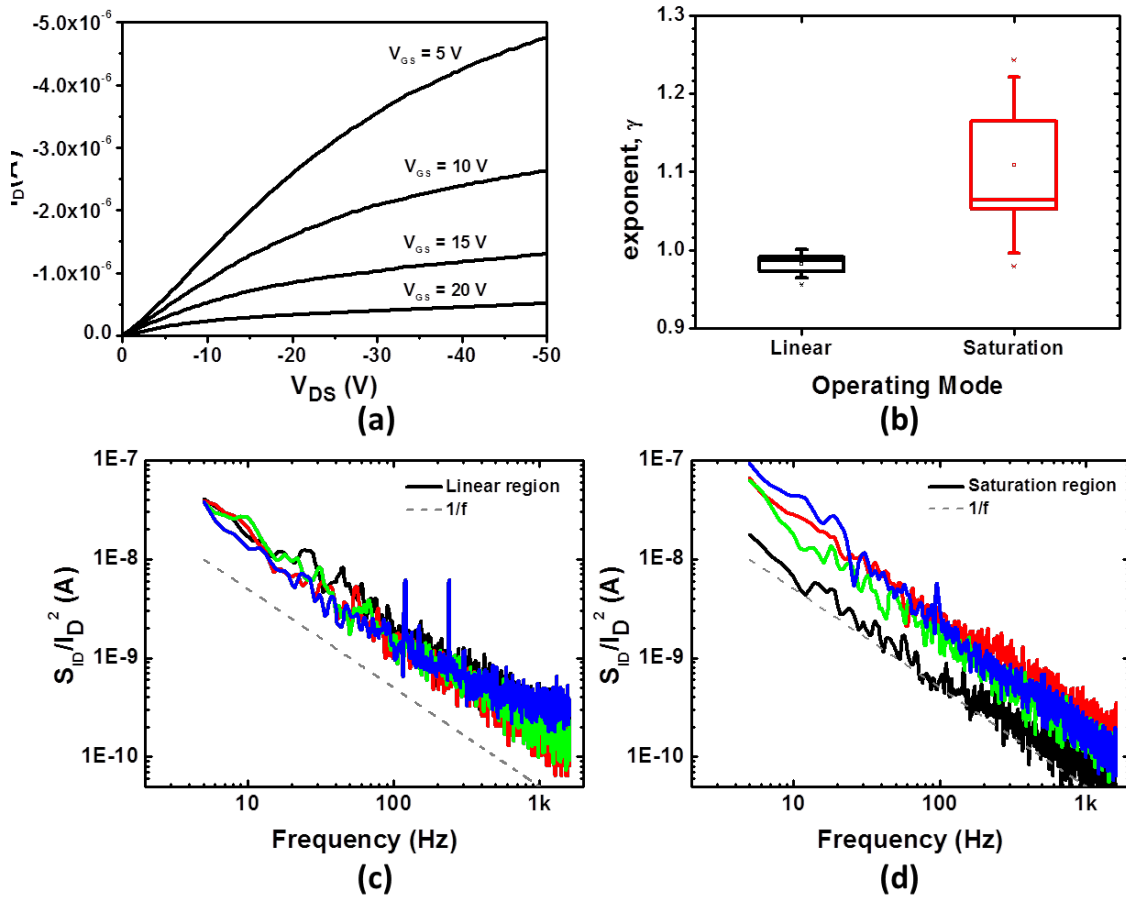 -5.0x10⁻⁶
-4.0x10⁻⁶
-3.0x10⁻⁶
-2.0x10⁻⁶
-1.0x10⁻⁶
0.0
V_GS = 5 V
V_GS = 10 V
V_GS = 15 V
V_GS = 20 V
0 -10 -20 -30 -40 -50
V_DS (V)
(a)
1.3
1.2
1.1
1.0
0.9
exponent, γ
Linear Saturation
Operating Mode
(b)
1E-7
1E-8
1E-9
1E-10
S_ID/I_D² (A)
Linear region
1/f
10 100 1k
Frequency (Hz)
(c)
1E-7
1E-8
1E-9
1E-10
S_ID/I_D² (A)
Saturation region
1/f
10 100 1k
Frequency (Hz)
(d)